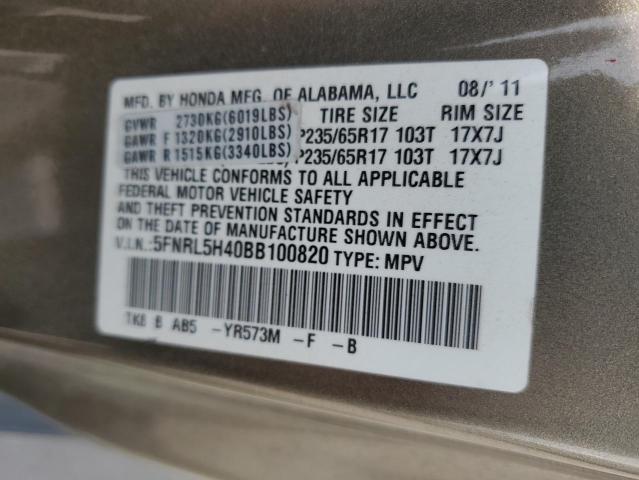 MFD. BY HONDA MFG. OF ALABAMA, LLC 08/'11
GVWR 2730KG(6019LBS) TIRE SIZE RIM SIZE
GAWR F 1320KG(2910LBS) P235/65R17 103T 17X7J
GAWR R 1515KG(3340LBS) P235/65R17 103T 17X7J
THIS VEHICLE CONFORMS TO ALL APPLICABLE
FEDERAL MOTOR VEHICLE SAFETY
AND THEFT PREVENTION STANDARDS IN EFFECT
ON THE DATE OF MANUFACTURE SHOWN ABOVE.
V.I.N.:5FNRL5H40BB100820 TYPE: MPV
TK8 B AB5 -YR573M -F -B